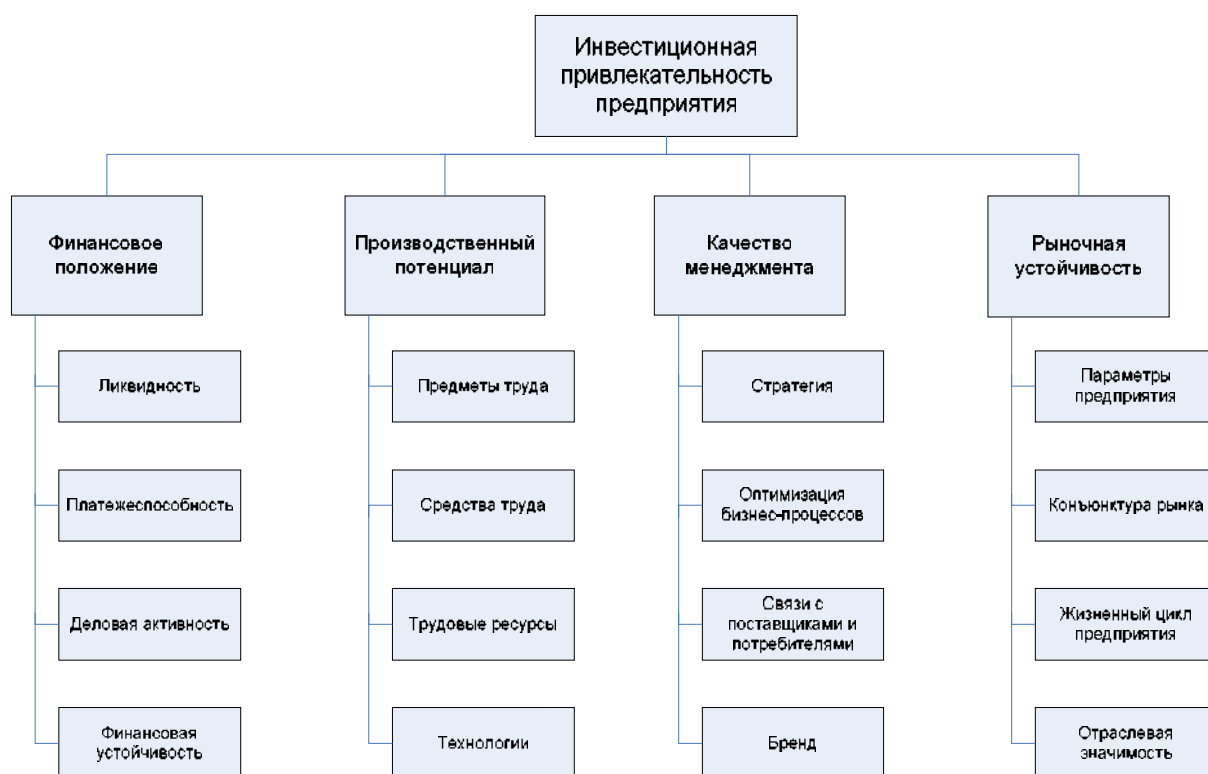 Инвестиционная
привлекательность
предприятия
Финансовое
положение
Производственный
потенциал
Качество
менеджмента
Рыночная
устойчивость
Ликвидность
Предметы труда
Стратегия
Параметры
предприятия
Платежеспособность
Средства труда
Оптимизация
бизнес-процессов
Конъюнктура рынка
Деловая активность
Трудовые ресурсы
Связи с
поставщиками и
потребителями
Жизненный цикл
предприятия
Финансовая
устойчивость
Технологии
Бренд
Отраслевая
значимость